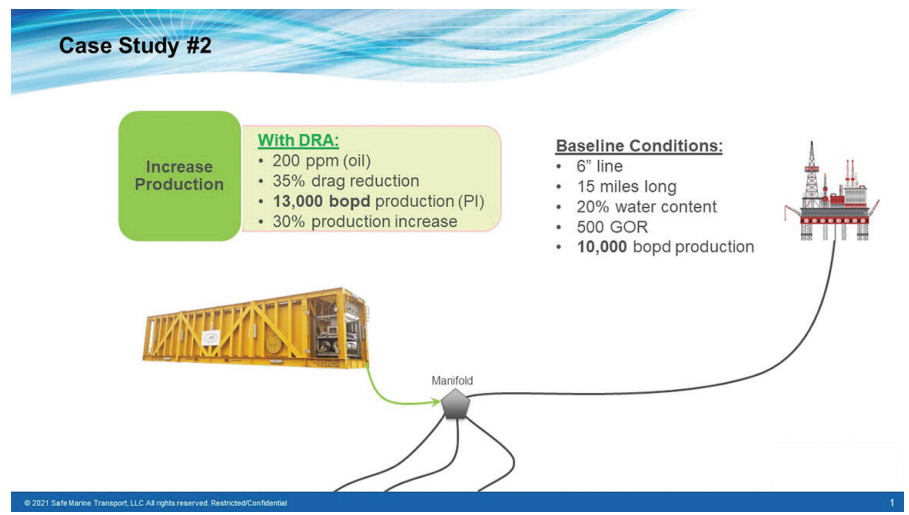 Case Study #2
Increase
Production
With DRA:
• 200 ppm (oil)
• 35% drag reduction
• 13,000 bopd production (PI)
• 30% production increase
Baseline Conditions:
• 6" line
• 15 miles long
• 20% water content
• 500 GOR
• 10,000 bopd production
Manifold
© 2021 Safe Marine Transport, LLC All rights reserved. Restricted/Confidential
1